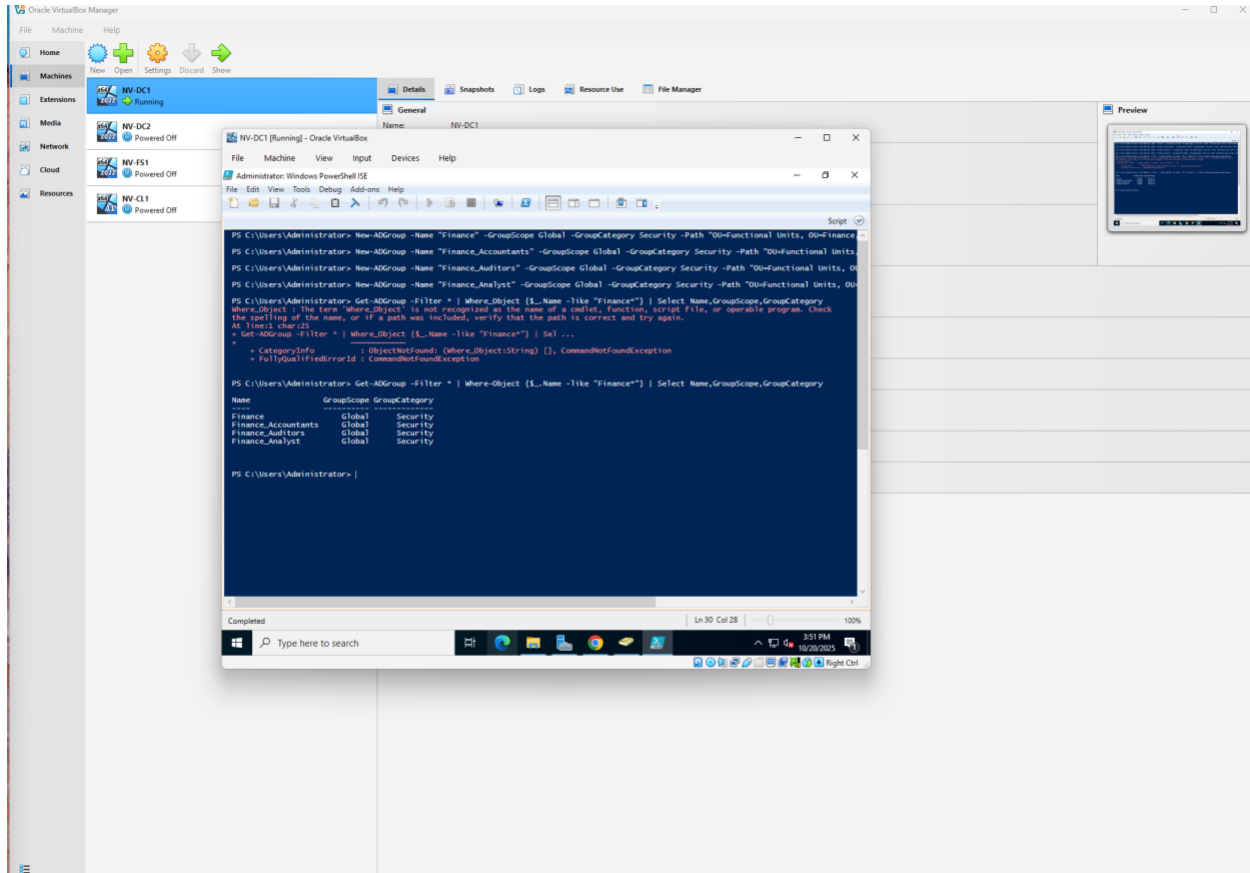 Oracle VirtualBox Manager
File Machine Help
Home
Machines
Extensions
Media
Network
Cloud
Resources
New Open Settings Discard Show
NV-DC1
Running
NV-DC2
Powered Off
NV-FS1
Powered Off
NV-CL1
Powered Off
Details Snapshots Logs Resource Use File Manager
General
Name: NV-DC1
Preview
NV-DC1 [Running] - Oracle VirtualBox
File Machine View Input Devices Help
Administrator: Windows PowerShell ISE
File Edit View Tools Debug Add-ons Help
Script
PS C:\Users\Administrator> New-ADGroup -Name "Finance" -GroupScope Global -GroupCategory Security -Path "OU=Functional Units, OU=Finance,
PS C:\Users\Administrator> New-ADGroup -Name "Finance_Accountants" -GroupScope Global -GroupCategory Security -Path "OU=Functional Units,
PS C:\Users\Administrator> New-ADGroup -Name "Finance_Auditors" -GroupScope Global -GroupCategory Security -Path "OU=Functional Units, OU
PS C:\Users\Administrator> New-ADGroup -Name "Finance_Analyst" -GroupScope Global -GroupCategory Security -Path "OU=Functional Units, OU=
PS C:\Users\Administrator> Get-ADGroup -Filter * | Where_Object {$_.Name -like "Finance*"} | Select Name,GroupScope,GroupCategory
Where_Object : The term 'Where_Object' is not recognized as the name of a cmdlet, function, script file, or operable program. Check
the spelling of the name, or if a path was included, verify that the path is correct and try again.
At line:1 char:25
+ Get-ADGroup -Filter * | Where_Object {$_.Name -like "Finance*"} | Sel ...
+ ~~~~~~~~~~~~
+ CategoryInfo : ObjectNotFound: (Where_Object:String) [], CommandNotFoundException
+ FullyQualifiedErrorId : CommandNotFoundException
PS C:\Users\Administrator> Get-ADGroup -Filter * | Where-Object {$_.Name -like "Finance*"} | Select Name,GroupScope,GroupCategory
Name GroupScope GroupCategory
---- ---------- -------------
Finance Global Security
Finance_Accountants Global Security
Finance_Auditors Global Security
Finance_Analyst Global Security
PS C:\Users\Administrator>
Completed Ln 30 Col 28 100%
Type here to search
3:51 PM
10/20/2025
Right Ctrl